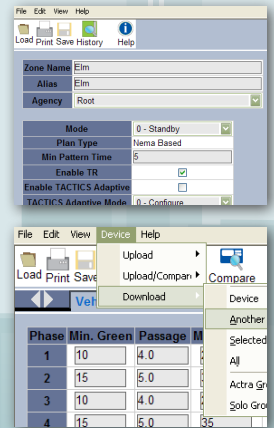 File Edit View Help
Load Print Save History Help
Zone Name Elm
Alias Elm
Agency Root
Mode 0 - Standby
Plan Type Nema Based
Min Pattern Time 5
Enable TR
Enable TACTICS Adaptive
TACTICS Adaptive Mode 0 - Configure
File Edit View Device Help
Load Print Save Compare
Upload
Upload/Compare
Download
Device
Another
Selected
All
Actra
Solo
Phase Min. Green Passage
1 10 4.0
2 15 5.0
3 10 4.0
4 15 5.0 35